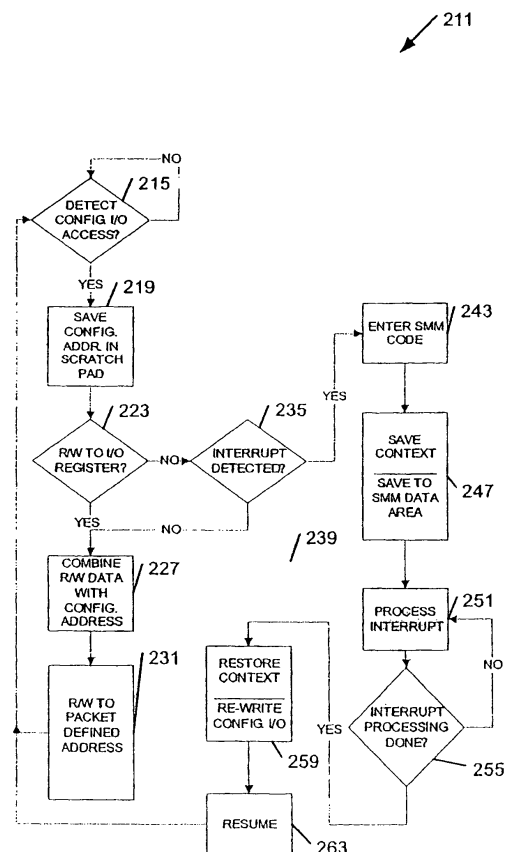 211
NO
215
DETECT
CONFIG. I/O
ACCESS?
YES
219
SAVE
CONFIG.
ADDR. IN
SCRATCH
PAD
223
R/W TO I/O
REGISTER?
NO
235
INTERRUPT
DETECTED?
YES
243
ENTER SMM
CODE
SAVE
CONTEXT
SAVE TO
SMM DATA
AREA
247
YES
NO
239
COMBINE
R/W DATA
WITH
CONFIG.
ADDRESS
227
231
R/W TO
PACKET
DEFINED
ADDRESS
PROCESS
INTERRUPT
251
NO
RESTORE
CONTEXT
RE-WRITE
CONFIG. I/O
259
YES
INTERRUPT
PROCESSING
DONE?
255
RESUME
263